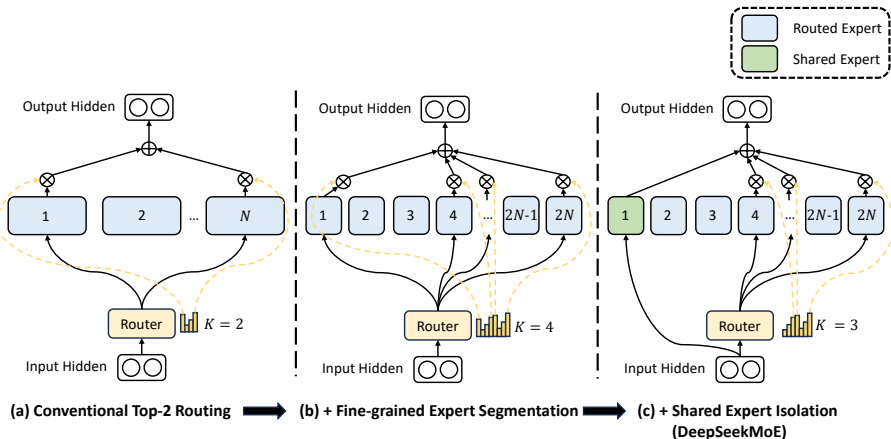 Routed Expert
Shared Expert
Output Hidden
1
2
...
N
Router
K = 2
Input Hidden
(a) Conventional Top-2 Routing
Output Hidden
1
2
3
4
...
2N-1
2N
Router
K = 4
Input Hidden
(b) + Fine-grained Expert Segmentation
Output Hidden
1
2
3
4
...
2N-1
2N
Router
K = 3
Input Hidden
(c) + Shared Expert Isolation
(DeepSeekMoE)